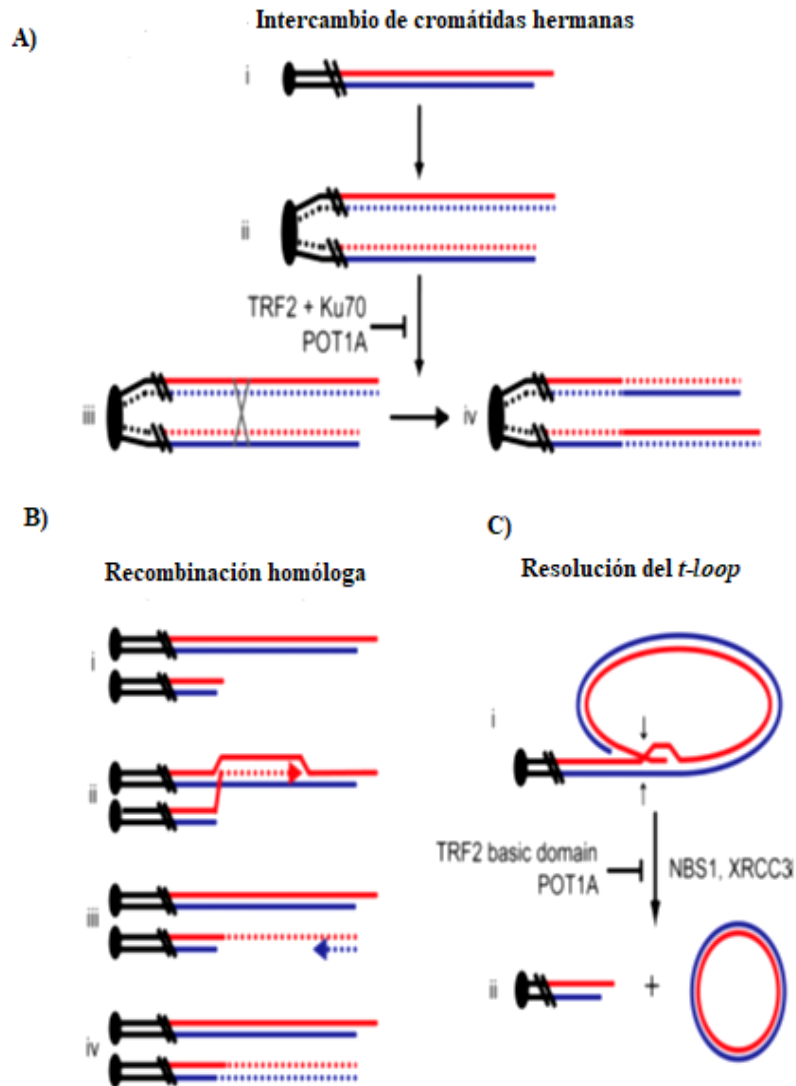 Intercambio de cromátidas hermanas
A)
i
ii
TRF2 + Ku70
POT1A
iii
iv
B)
Recombinación homóloga
i
ii
iii
iv
C)
Resolución del t-loop
i
TRF2 basic domain
POT1A
NBS1, XRCC3
ii
+